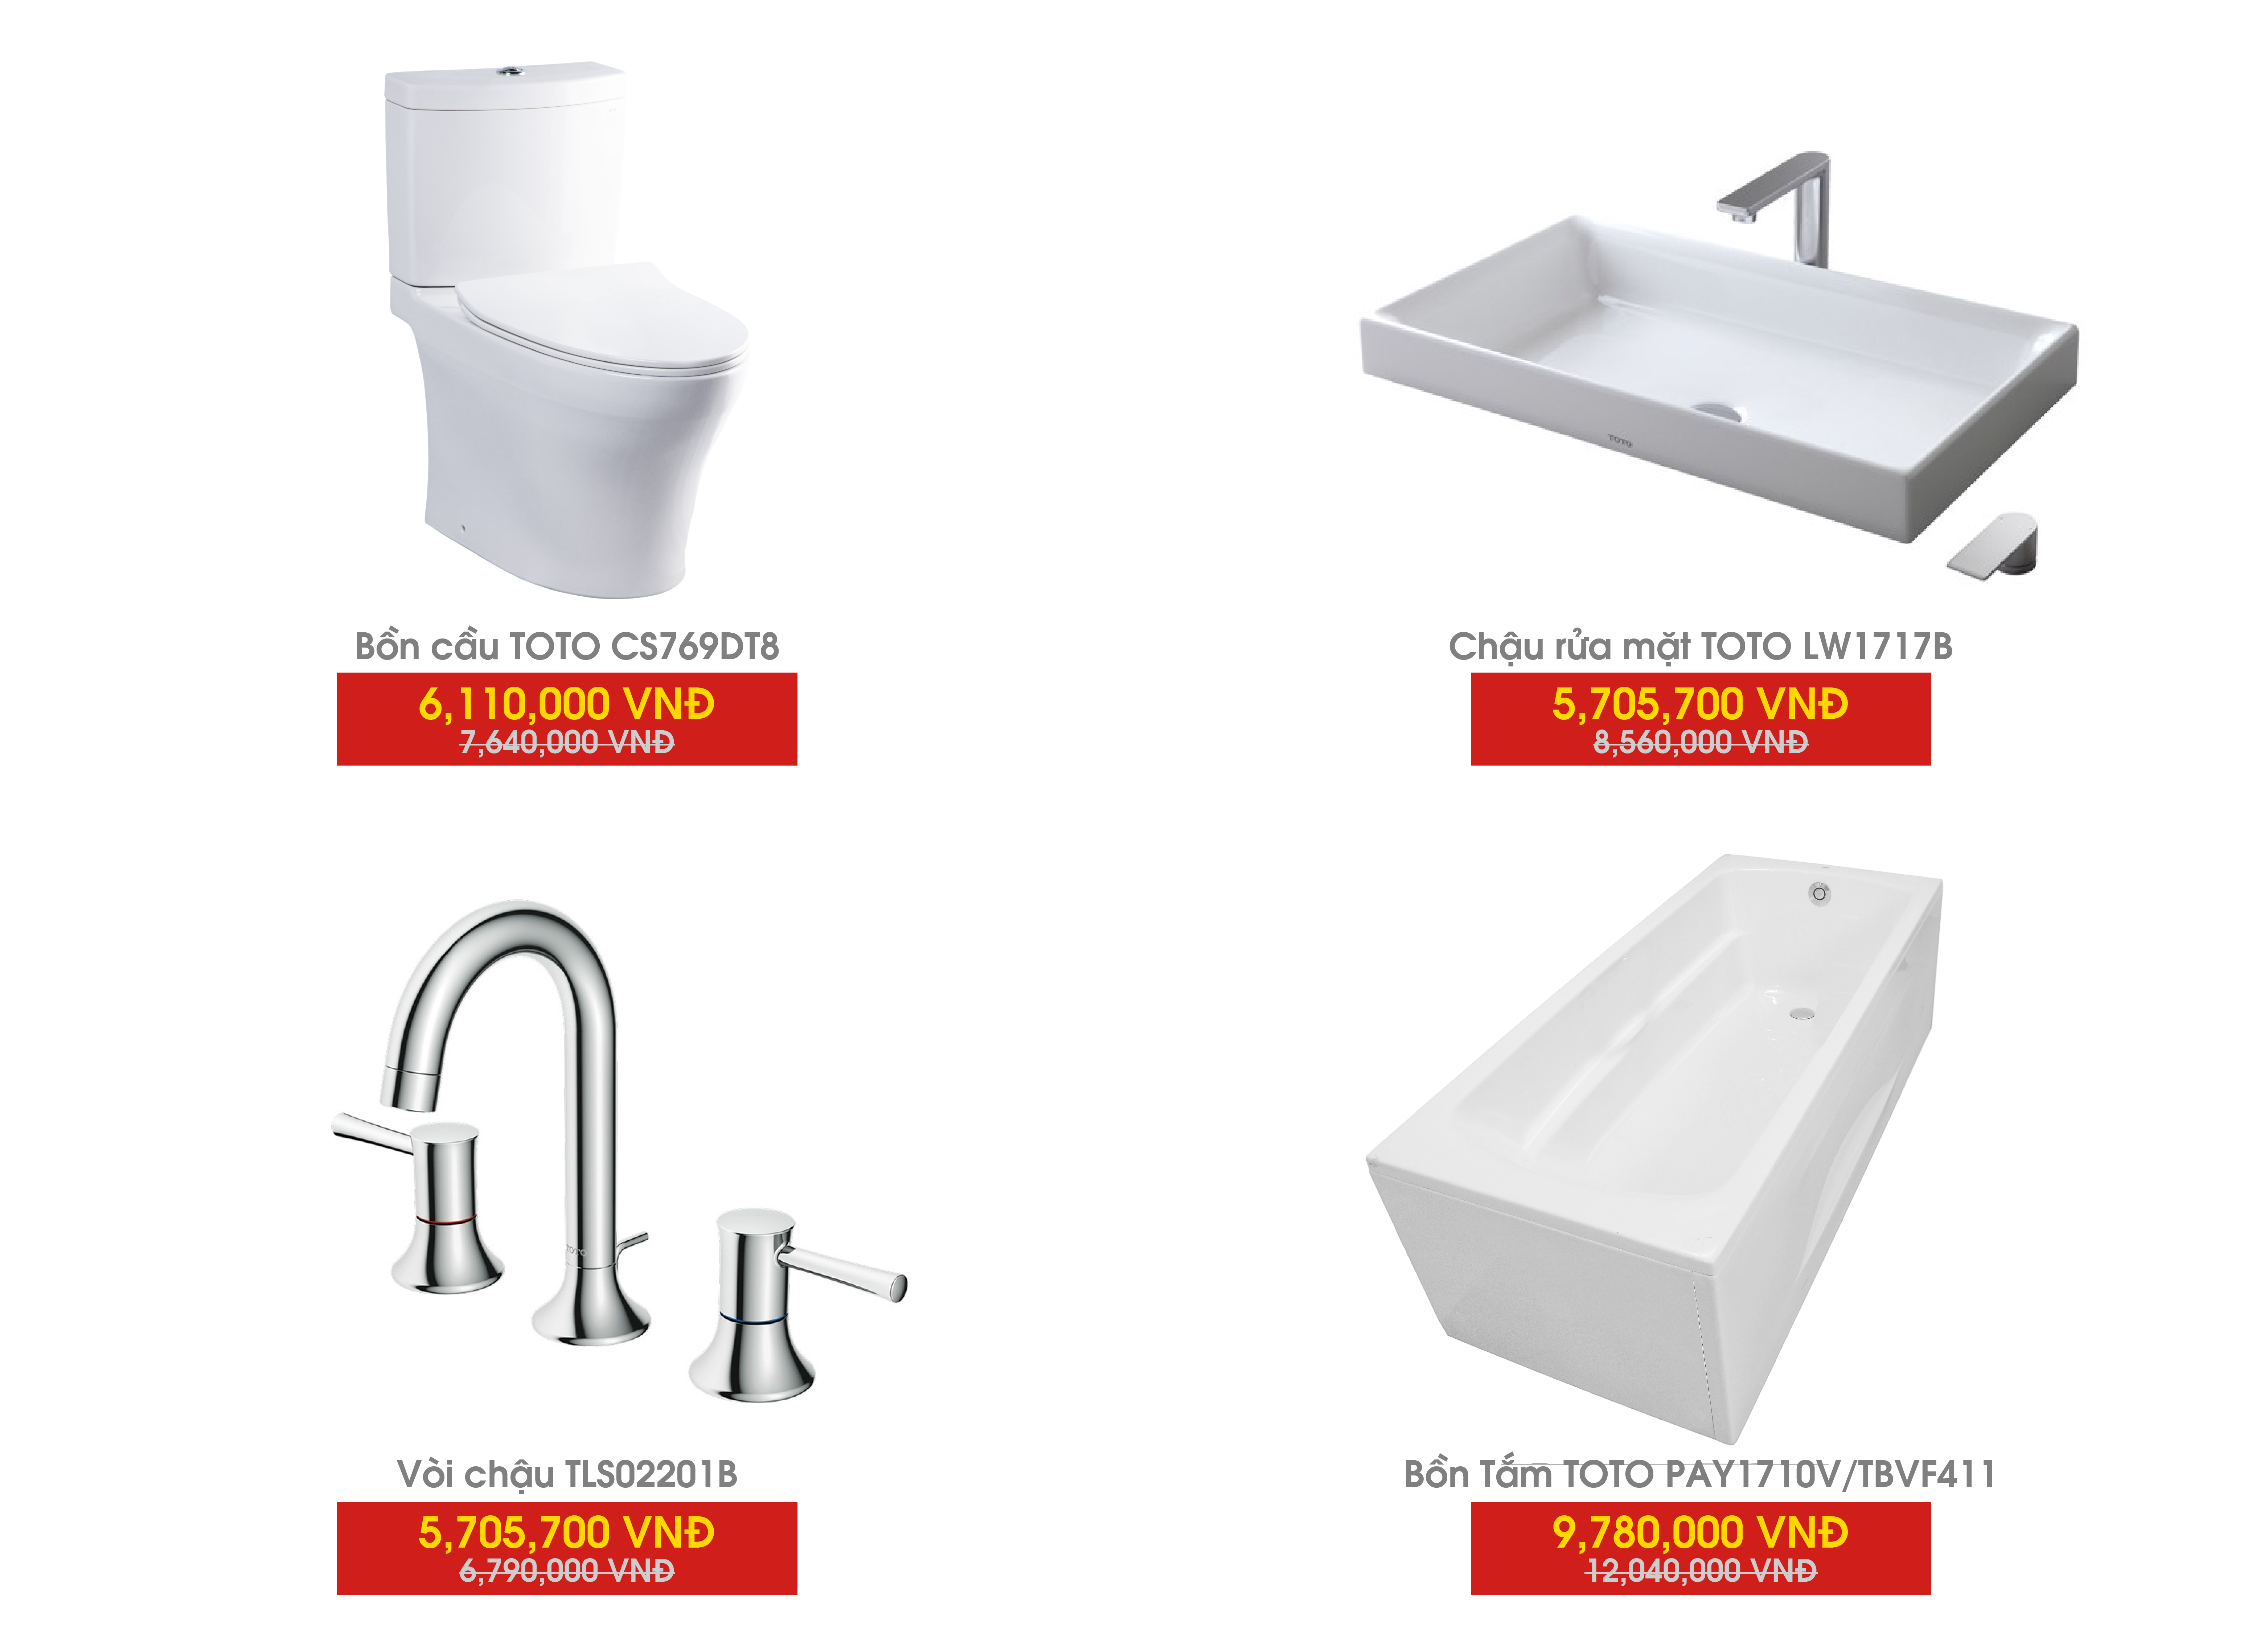 TOTO
Bồn cầu TOTO CS769DT8
6,110,000 VNĐ
7,640,000 VNĐ
Chậu rửa mặt TOTO LW1717B
5,705,700 VNĐ
8,560,000 VNĐ
TOTO
Vòi chậu TLS02201B
5,705,700 VNĐ
6,790,000 VNĐ
Bồn Tắm TOTO PAY1710V/TBVF411
9,780,000 VNĐ
12,040,000 VNĐ